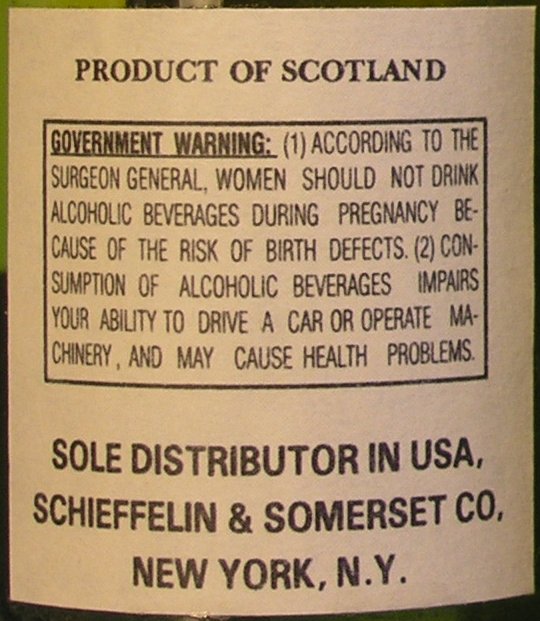 PRODUCT OF SCOTLAND
GOVERNMENT WARNING: (1) ACCORDING TO THE
SURGEON GENERAL, WOMEN SHOULD NOT DRINK
ALCOHOLIC BEVERAGES DURING PREGNANCY BE-
CAUSE OF THE RISK OF BIRTH DEFECTS. (2) CON-
SUMPTION OF ALCOHOLIC BEVERAGES IMPAIRS
YOUR ABILITY TO DRIVE A CAR OR OPERATE MA-
CHINERY, AND MAY CAUSE HEALTH PROBLEMS.
SOLE DISTRIBUTOR IN USA,
SCHIEFFELIN & SOMERSET CO,
NEW YORK, N.Y.